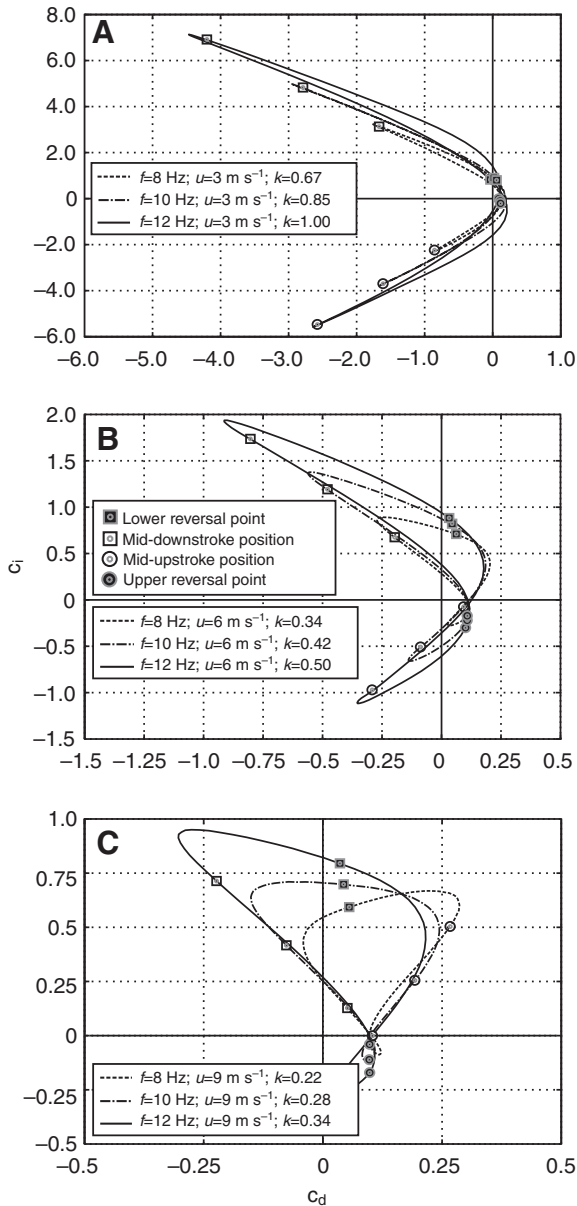 A
8.0
6.0
4.0
2.0
0
–2.0
–4.0
–6.0
f=8 Hz; u=3 m s–1; k=0.67
f=10 Hz; u=3 m s–1; k=0.85
f=12 Hz; u=3 m s–1; k=1.00
–6.0 –5.0 –4.0 –3.0 –2.0 –1.0 0 1.0
B
2.0
1.5
1.0
0.5
0
–0.5
–1.0
–1.5
cl
Lower reversal point
Mid-downstroke position
Mid-upstroke position
Upper reversal point
f=8 Hz; u=6 m s–1; k=0.34
f=10 Hz; u=6 m s–1; k=0.42
f=12 Hz; u=6 m s–1; k=0.50
–1.5 –1.25 –1.0 –0.75 –0.5 –0.25 0 0.25 0.5
C
1.0
0.75
0.5
0.25
0
–0.25
0.5
f=8 Hz; u=9 m s–1; k=0.22
f=10 Hz; u=9 m s–1; k=0.28
f=12 Hz; u=9 m s–1; k=0.34
–0.5 –0.25 0 0.25 0.5
cd